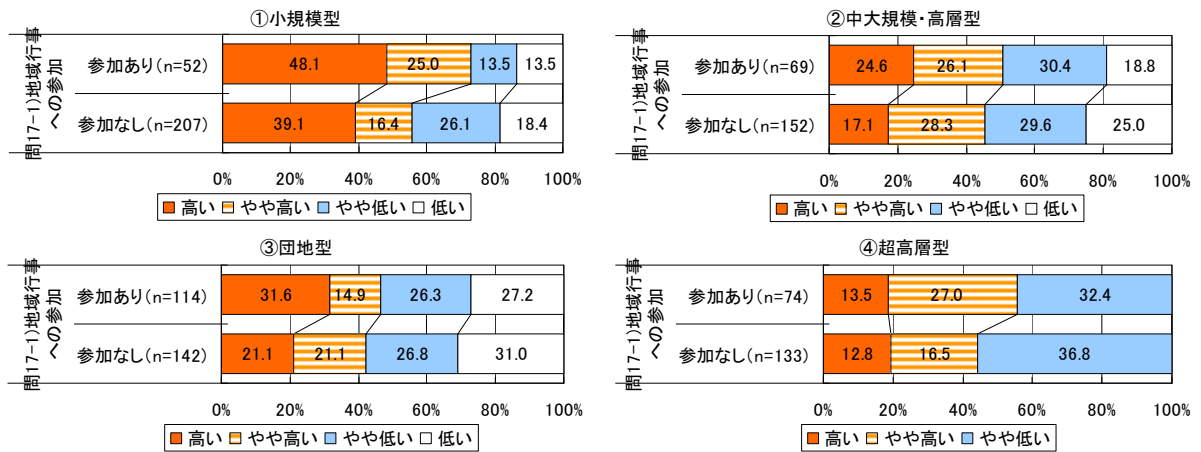 ①小規模型
問17-1)地域行事
への参加
参加あり(n=52)
48.1 25.0 13.5 13.5
参加なし(n=207)
39.1 16.4 26.1 18.4
0% 20% 40% 60% 80% 100%
高い やや高い やや低い 低い
②中大規模・高層型
問17-1)地域行事
への参加
参加あり(n=69)
24.6 26.1 30.4 18.8
参加なし(n=152)
17.1 28.3 29.6 25.0
0% 20% 40% 60% 80% 100%
高い やや高い やや低い 低い
③団地型
問17-1)地域行事
への参加
参加あり(n=114)
31.6 14.9 26.3 27.2
参加なし(n=142)
21.1 21.1 26.8 31.0
0% 20% 40% 60% 80% 100%
高い やや高い やや低い 低い
④超高層型
問17-1)地域行事
への参加
参加あり(n=74)
13.5 27.0 32.4
参加なし(n=133)
12.8 16.5 36.8
0% 20% 40% 60% 80% 100%
高い やや高い やや低い